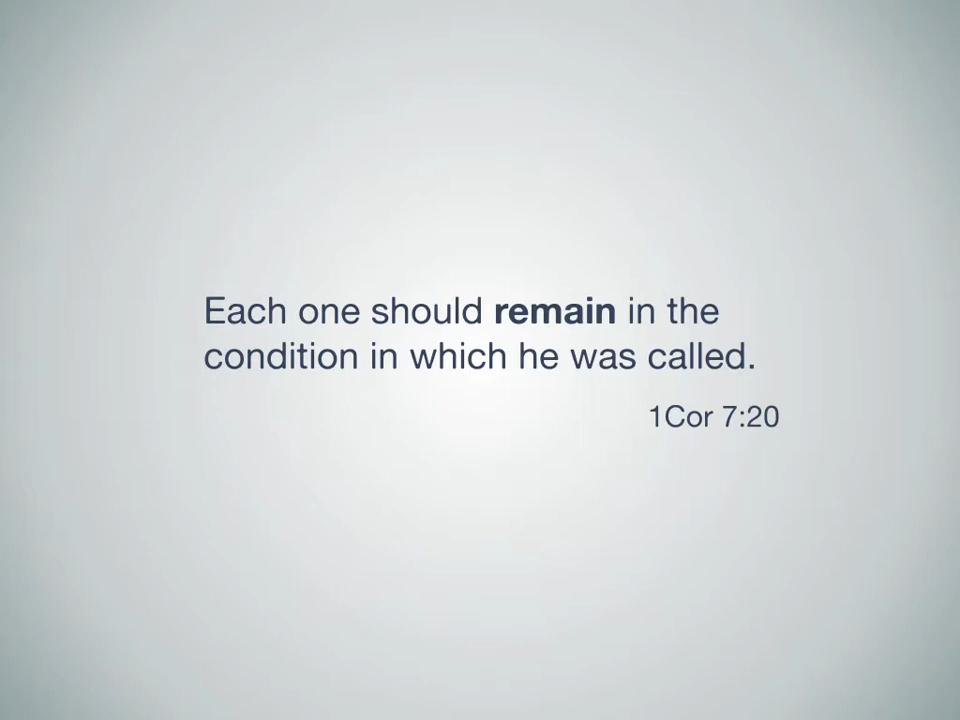 Each one should remain in the
condition in which he was called.
1Cor 7:20